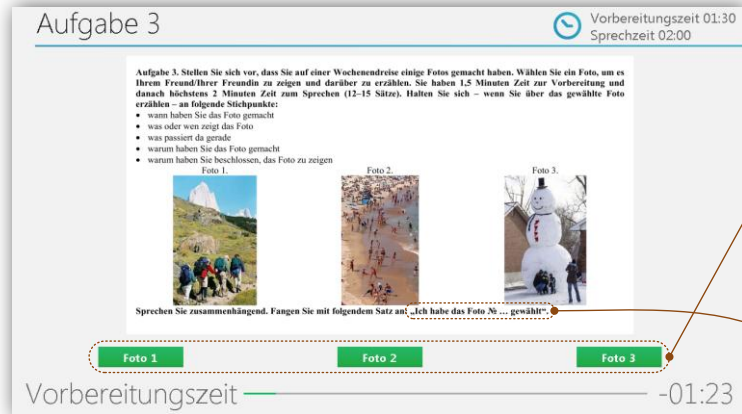 Aufgabe 3
Vorbereitungszeit 01:30
Sprechzeit 02:00
Aufgabe 3. Stellen Sie sich vor, dass Sie auf einer Wochenendreise einige Fotos gemacht haben. Wählen Sie ein Foto, um es
Ihrem Freund/Ihrer Freundin zu zeigen und darüber zu erzählen. Sie haben 1,5 Minuten Zeit zur Vorbereitung und
danach höchstens 2 Minuten Zeit zum Sprechen (12–15 Sätze). Halten Sie sich – wenn Sie über das gewählte Foto
erzählen – an folgende Stichpunkte:
• wann haben Sie das Foto gemacht
• was oder wen zeigt das Foto
• was passiert da gerade
• warum haben Sie das Foto gemacht
• warum haben Sie beschlossen, das Foto zu zeigen
Foto 1. Foto 2. Foto 3.
Sprechen Sie zusammenhängend. Fangen Sie mit folgendem Satz an: „Ich habe das Foto № ... gewählt“.
Foto 1 Foto 2 Foto 3
Vorbereitungszeit -01:23